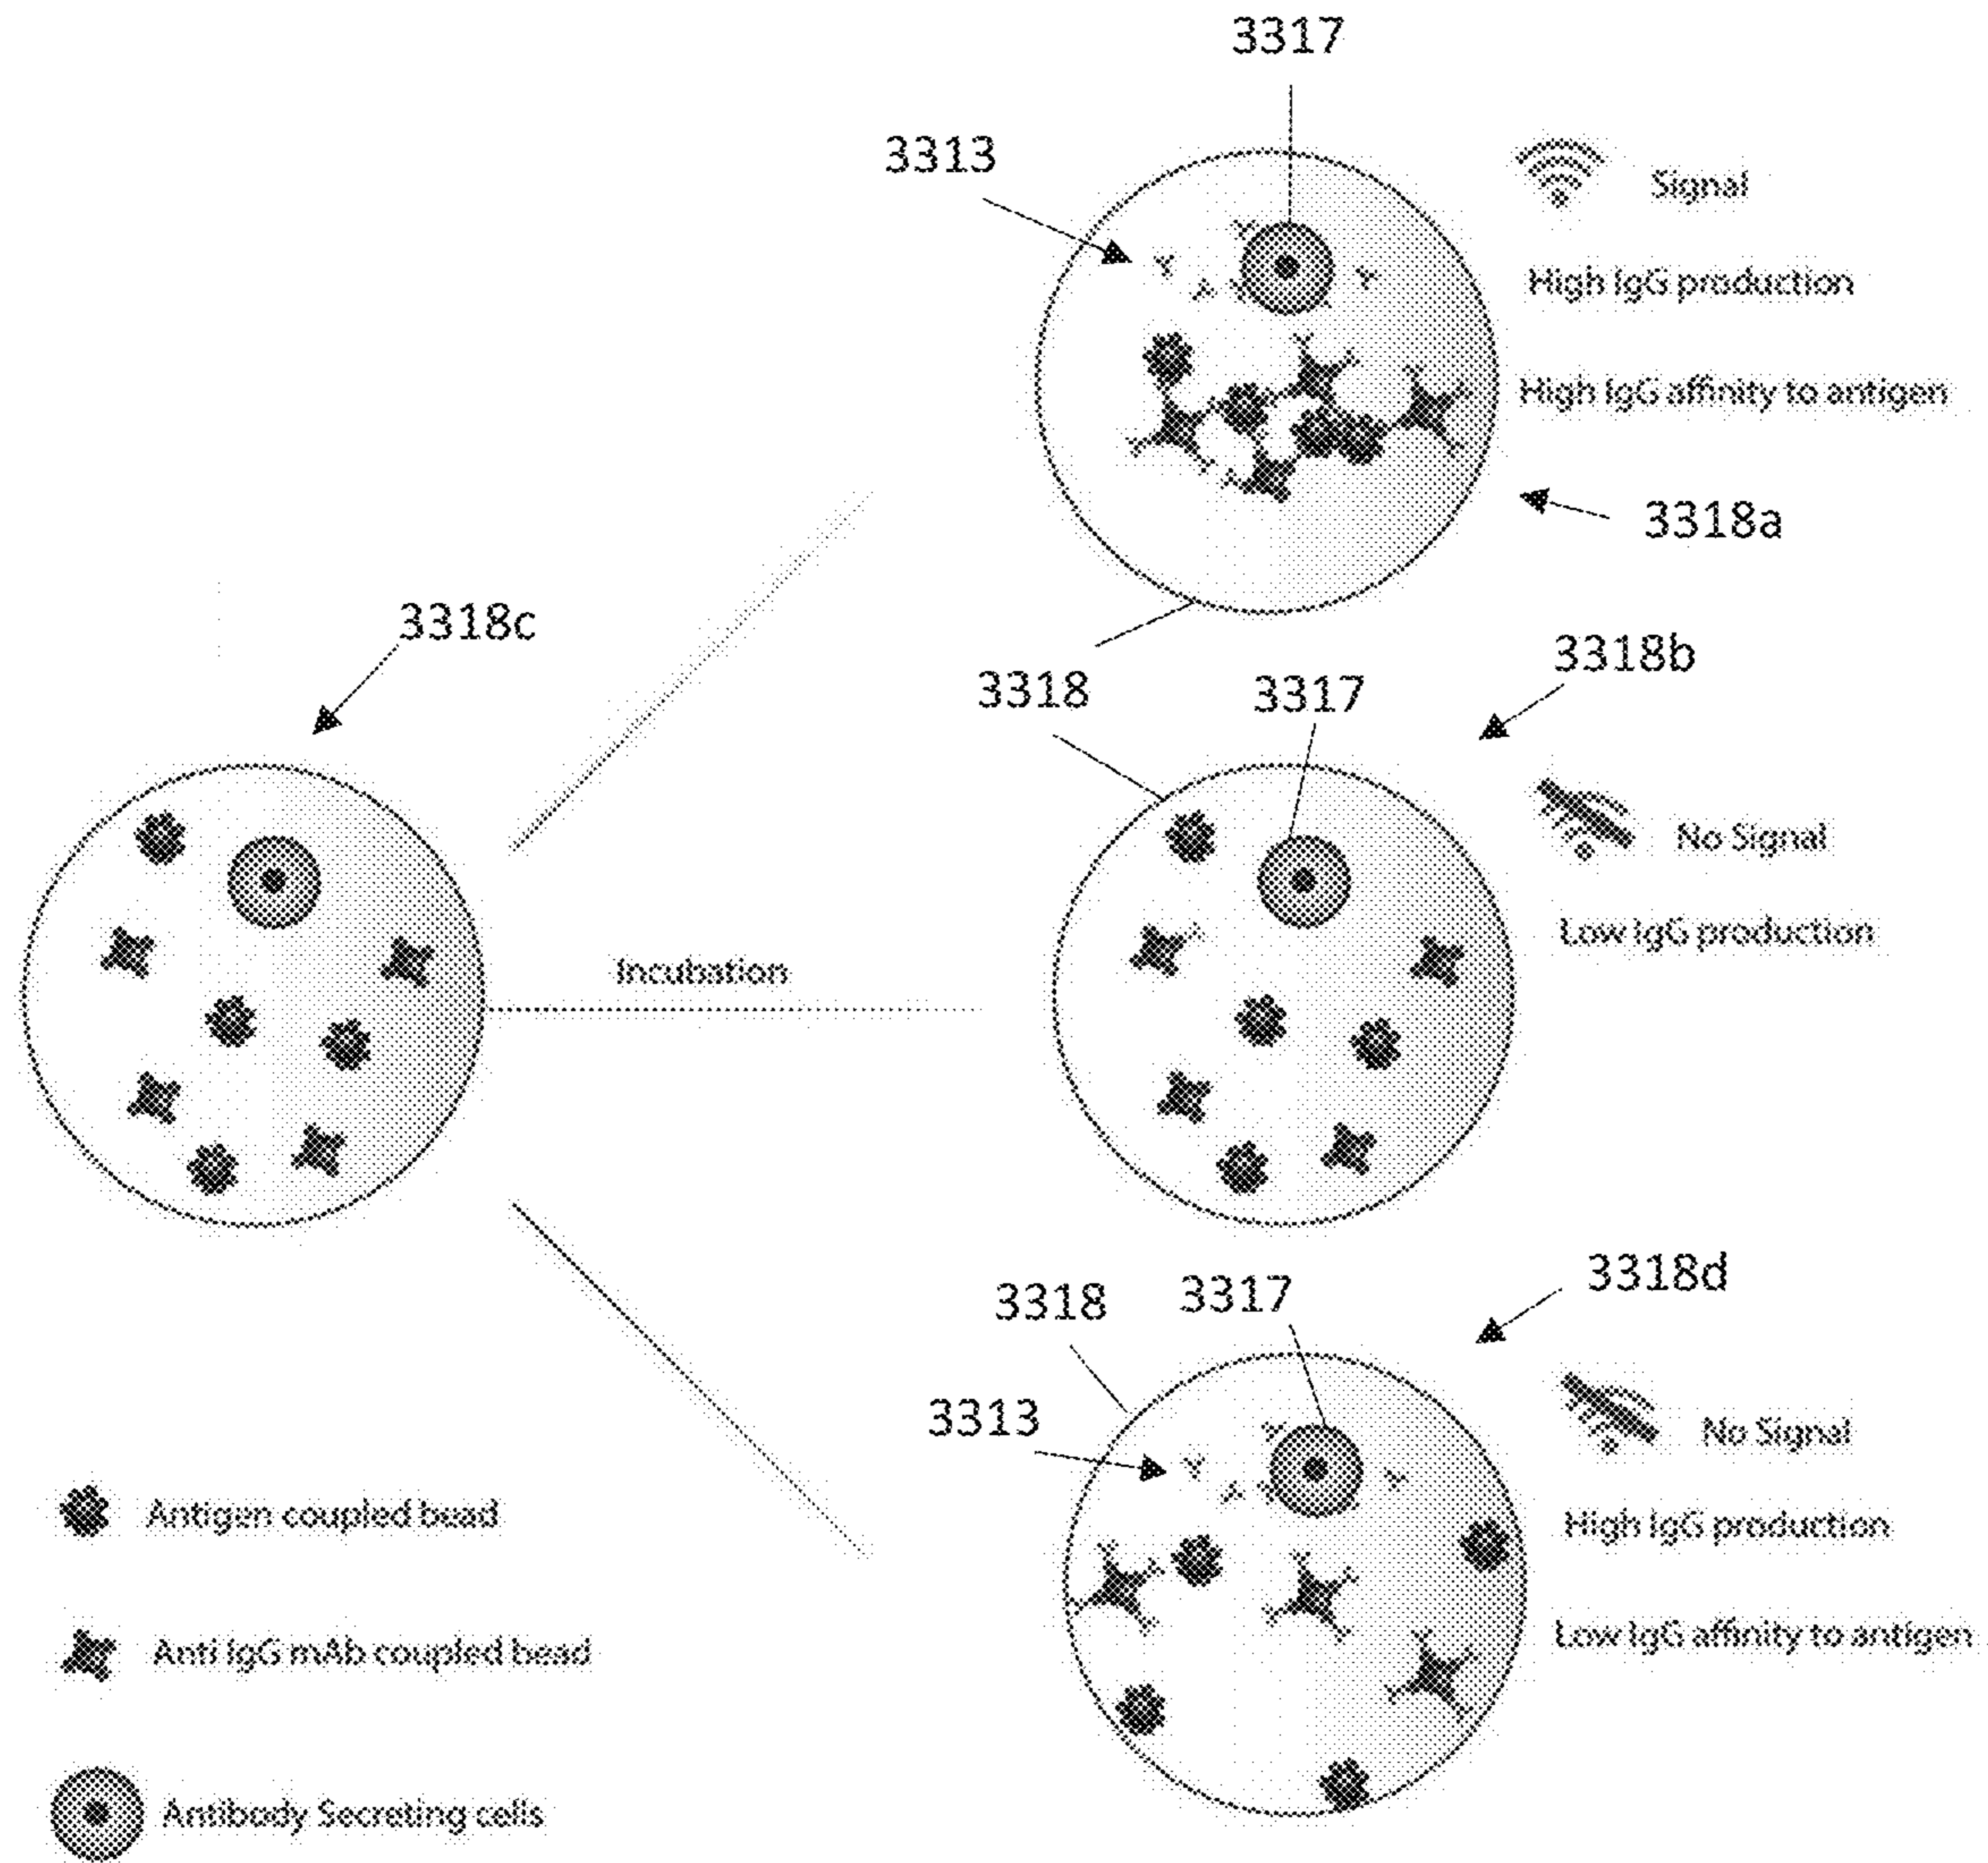 3317
3313
Signal
High IgG production
High IgG affinity to antigen
3318a
3318c
3318b
3318
3317
No Signal
Low IgG production
Incubation
3318d
3318
3317
3313
No Signal
High IgG production
Low IgG affinity to antigen
Antigen coupled bead
Anti IgG mAb coupled bead
Antibody Secreting cells